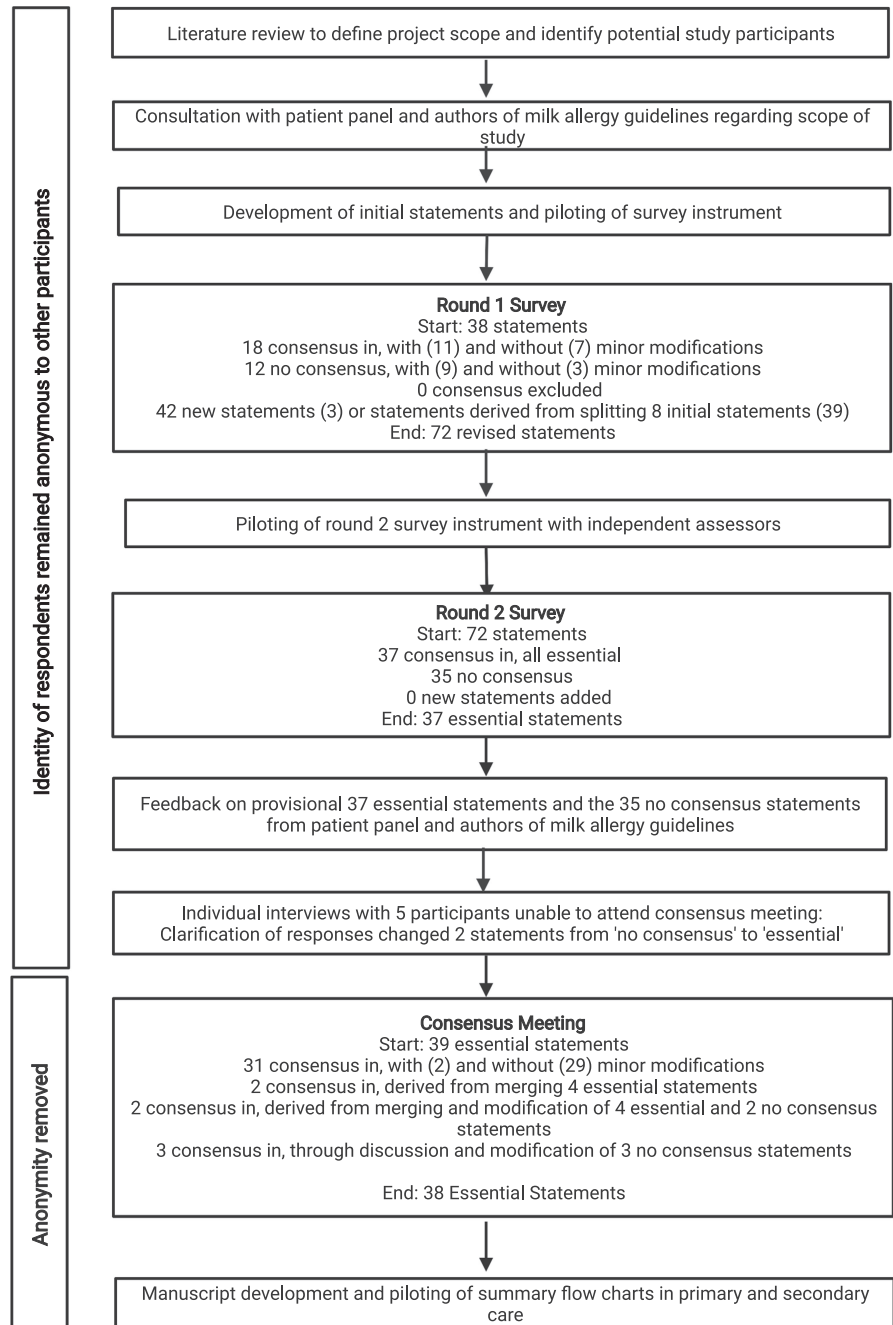 Identity of respondents remained anonymous to other participants
Literature review to define project scope and identify potential study participants
Consultation with patient panel and authors of milk allergy guidelines regarding scope of
study
Development of initial statements and piloting of survey instrument
Round 1 Survey
Start: 38 statements
18 consensus in, with (11) and without (7) minor modifications
12 no consensus, with (9) and without (3) minor modifications
0 consensus excluded
42 new statements (3) or statements derived from splitting 8 initial statements (39)
End: 72 revised statements
Piloting of round 2 survey instrument with independent assessors
Round 2 Survey
Start: 72 statements
37 consensus in, all essential
35 no consensus
0 new statements added
End: 37 essential statements
Feedback on provisional 37 essential statements and the 35 no consensus statements
from patient panel and authors of milk allergy guidelines
Individual interviews with 5 participants unable to attend consensus meeting:
Clarification of responses changed 2 statements from 'no consensus' to 'essential'
Anonymity removed
Consensus Meeting
Start: 39 essential statements
31 consensus in, with (2) and without (29) minor modifications
2 consensus in, derived from merging 4 essential statements
2 consensus in, derived from merging and modification of 4 essential and 2 no consensus
statements
3 consensus in, through discussion and modification of 3 no consensus statements
End: 38 Essential Statements
Manuscript development and piloting of summary flow charts in primary and secondary
care